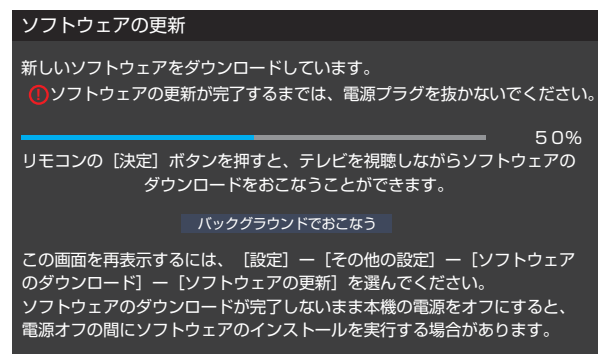 ソフトウェアの更新
新しいソフトウェアをダウンロードしています。
!ソフトウェアの更新が完了するまでは、電源プラグを抜かないでください。
50%
リモコンの［決定］ボタンを押すと、テレビを視聴しながらソフトウェアの
ダウンロードをおこなうことができます。
バックグラウンドでおこなう
この画面を再表示するには、［設定］ー［その他の設定］ー［ソフトウェア
のダウンロード］ー［ソフトウェアの更新］を選んでください。
ソフトウェアのダウンロードが完了しないまま本機の電源をオフにすると、
電源オフの間にソフトウェアのインストールを実行する場合があります。